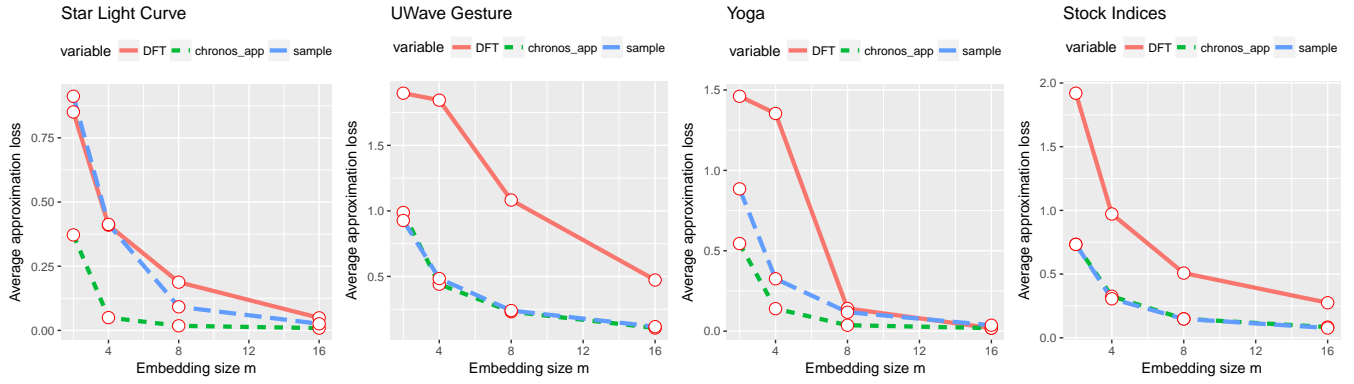 Star Light Curve
variable DFT chronos_app sample
Average approximation loss
0.75
0.50
0.25
0.00
4 8 12 16
Embedding size m
UWave Gesture
variable DFT chronos_app sample
Average approximation loss
1.5
1.0
0.5
4 8 12 16
Embedding size m
Yoga
variable DFT chronos_app sample
Average approximation loss
1.5
1.0
0.5
0.0
4 8 12 16
Embedding size m
Stock Indices
variable DFT chronos_app sample
Average approximation loss
2.0
1.5
1.0
0.5
0.0
4 8 12 16
Embedding size m